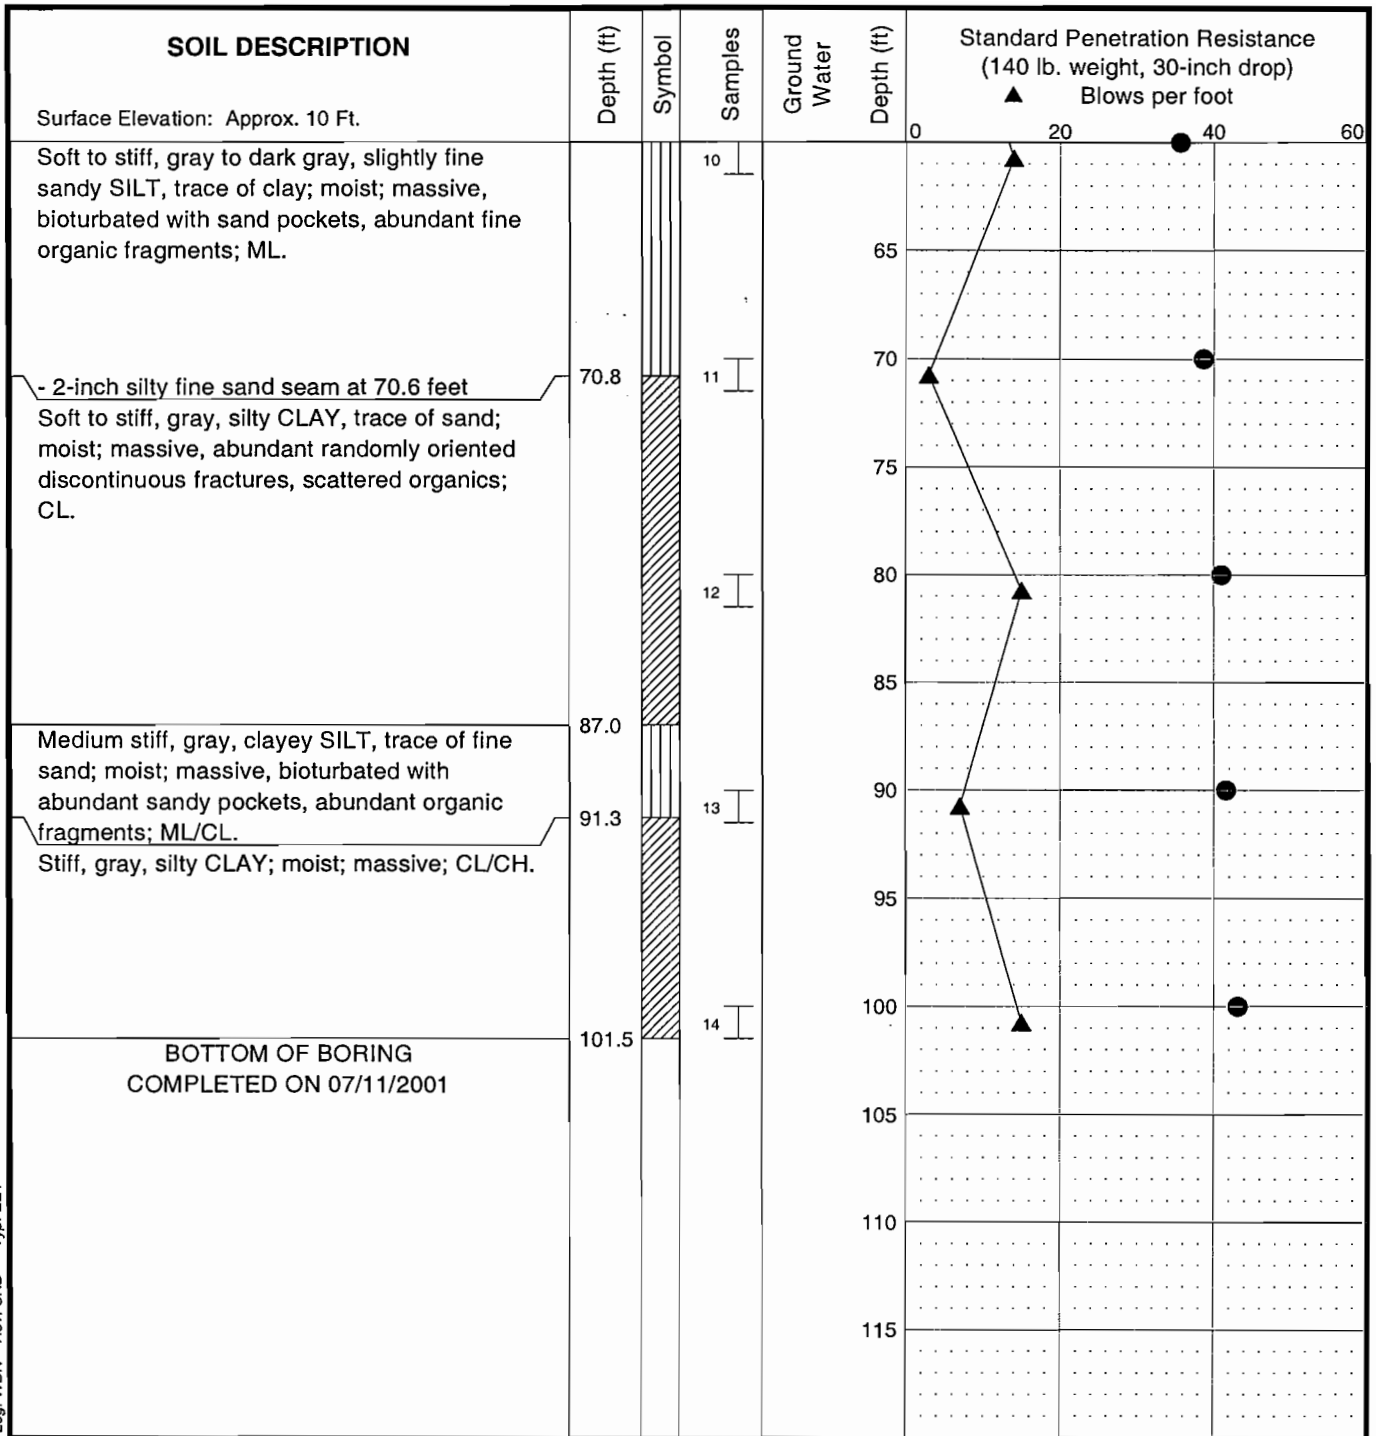 SOIL DESCRIPTION
Surface Elevation: Approx. 10 Ft.
Depth (ft)
Symbol
Samples
Ground
Water
Depth (ft)
Standard Penetration Resistance
(140 lb. weight, 30-inch drop)
▲ Blows per foot
0 20 40 60
Soft to stiff, gray to dark gray, slightly fine
sandy SILT, trace of clay; moist; massive,
bioturbated with sand pockets, abundant fine
organic fragments; ML.
10
65
70
- 2-inch silty fine sand seam at 70.6 feet
70.8
11
Soft to stiff, gray, silty CLAY, trace of sand;
moist; massive, abundant randomly oriented
discontinuous fractures, scattered organics;
CL.
75
80
12
85
87.0
Medium stiff, gray, clayey SILT, trace of fine
sand; moist; massive, bioturbated with
abundant sandy pockets, abundant organic
fragments; ML/CL.
90
13
91.3
Stiff, gray, silty CLAY; moist; massive; CL/CH.
95
100
14
101.5
BOTTOM OF BORING
COMPLETED ON 07/11/2001
105
110
115